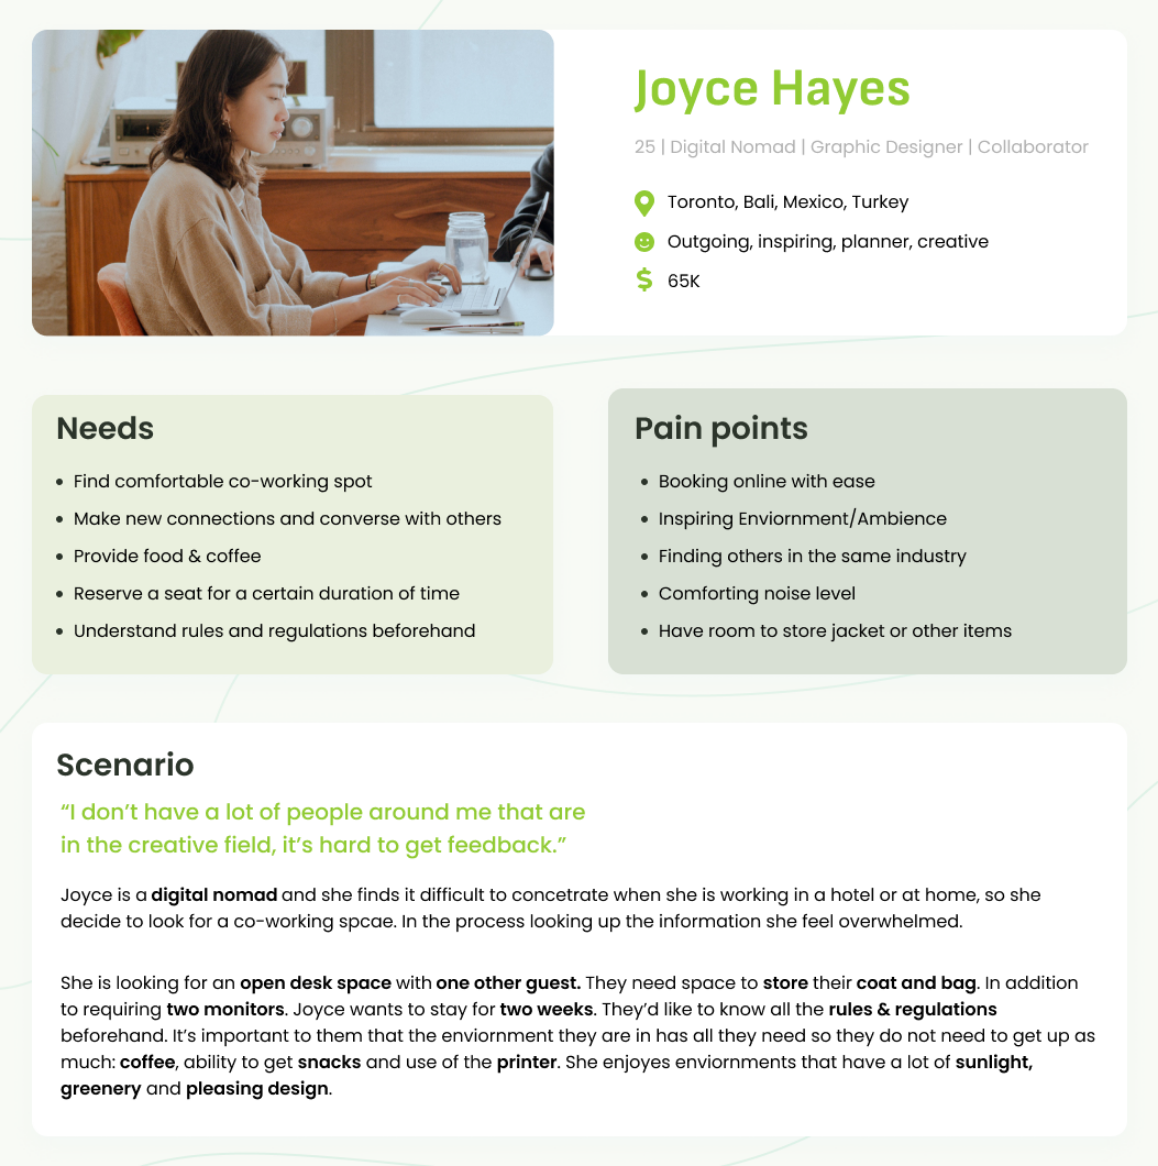 Joyce Hayes
25 | Digital Nomad | Graphic Designer | Collaborator
Toronto, Bali, Mexico, Turkey
Outgoing, inspiring, planner, creative
65K
Needs
Find comfortable co-working spot
Make new connections and converse with others
Provide food & coffee
Reserve a seat for a certain duration of time
Understand rules and regulations beforehand
Pain points
Booking online with ease
Inspiring Enviornment/Ambience
Finding others in the same industry
Comforting noise level
Have room to store jacket or other items
Scenario
“I don’t have a lot of people around me that are
in the creative field, it’s hard to get feedback.”
Joyce is a digital nomad and she finds it difficult to concetrate when she is working in a hotel or at home, so she
decide to look for a co-working spcae. In the process looking up the information she feel overwhelmed.
She is looking for an open desk space with one other guest. They need space to store their coat and bag. In addition
to requiring two monitors. Joyce wants to stay for two weeks. They’d like to know all the rules & regulations
beforehand. It’s important to them that the enviornment they are in has all they need so they do not need to get up as
much: coffee, ability to get snacks and use of the printer. She enjoyes enviornments that have a lot of sunlight,
greenery and pleasing design.